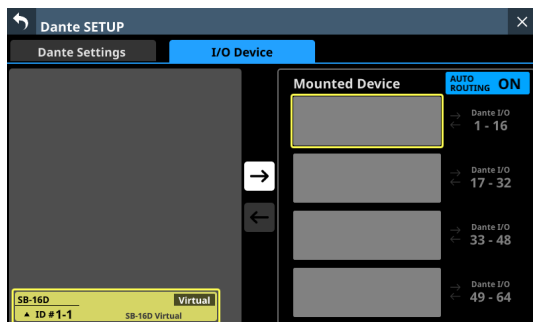 Dante SETUP
Dante Settings
I/O Device
Mounted Device
AUTO
ROUTING ON
Dante I/O
1 - 16
Dante I/O
17 - 32
Dante I/O
33 - 48
Dante I/O
49 - 64
SB-16D
Virtual
▲ ID #1-1
SB-16D Virtual